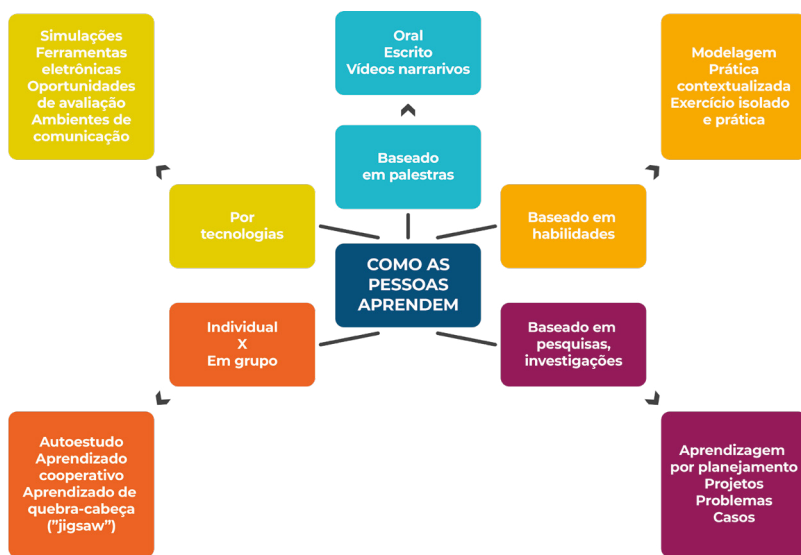 Simulações
Ferramentas
eletrônicas
Oportunidades
de avaliação
Ambientes de
comunicação
Oral
Escrito
Vídeos narrarivos
Modelagem
Prática
contextualizada
Exercício isolado
e prática
Baseado
em palestras
Por
tecnologias
Baseado em
habilidades
COMO AS
PESSOAS
APRENDEM
Individual
X
Em grupo
Baseado em
pesquisas,
investigações
Autoestudo
Aprendizado
cooperativo
Aprendizado de
quebra-cabeça
(”jigsaw”)
Aprendizagem
por planejamento
Projetos
Problemas
Casos